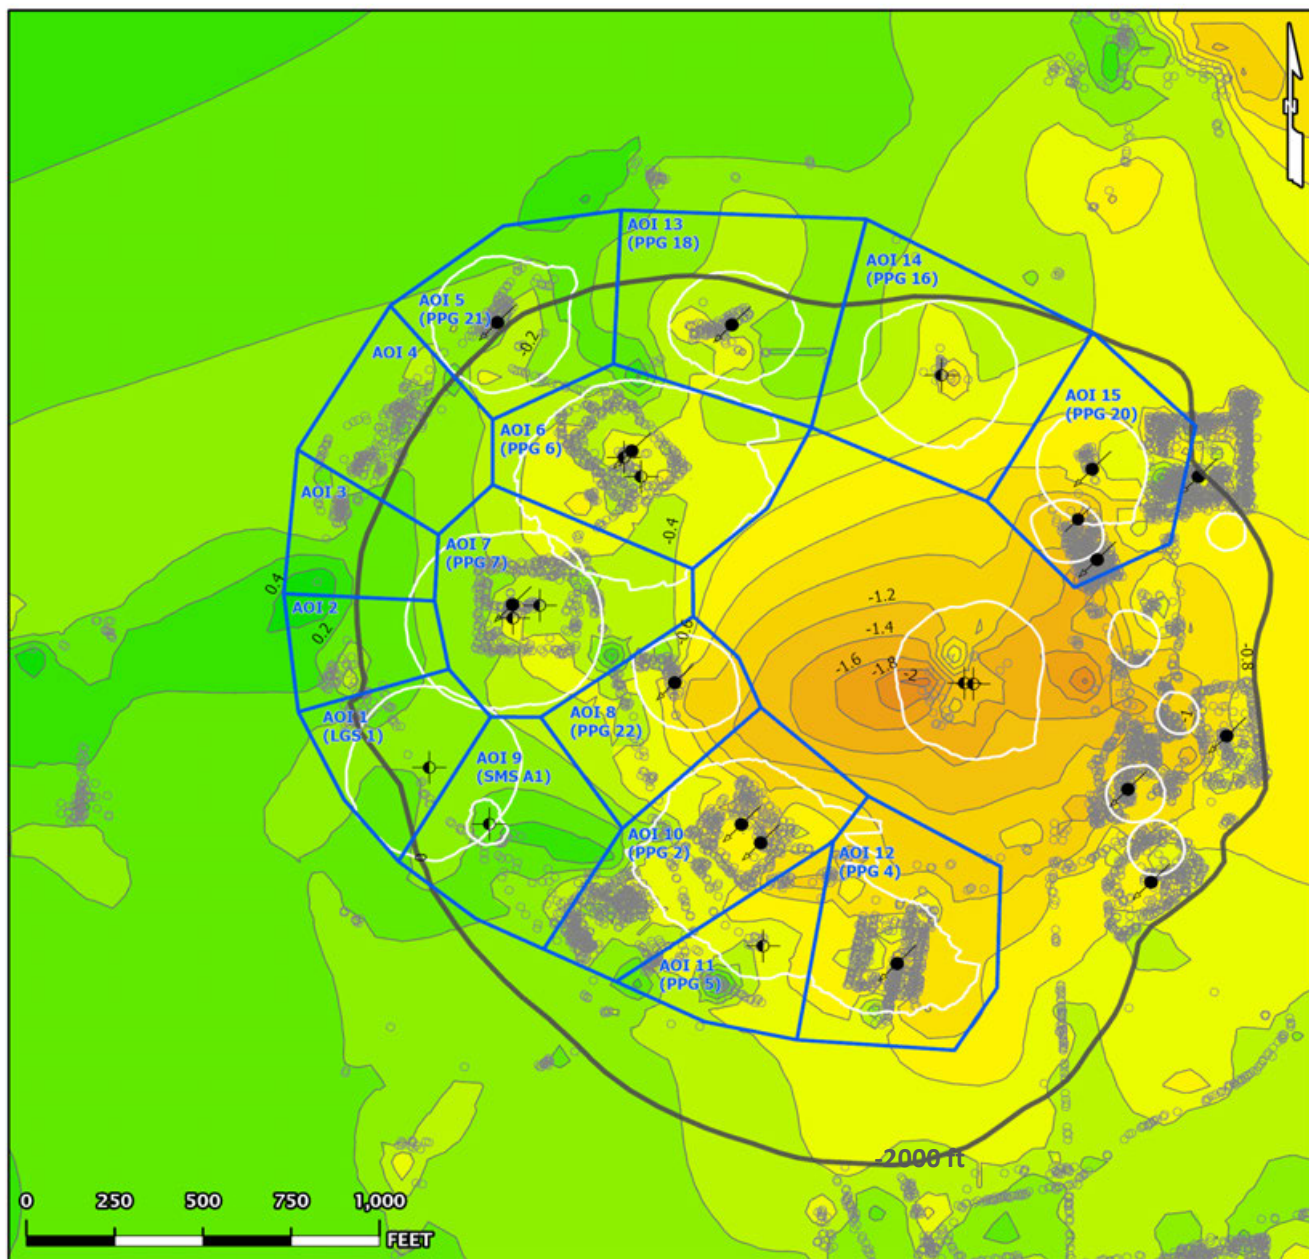 N
AOI 13
(PPG 18)
AOI 14
(PPG 16)
AOI 5
(PPG 21)
-0.2
AOI 4
AOI 15
(PPG 20)
AOI 6
(PPG 6)
AOI 3
-0.4
AOI 7
(PPG 7)
0.4
AOI 2
0.2
-1.2
-1.4
-0.6
-1.6
-1.8
-2
-0.8
AOI 1
(LGS 1)
AOI 8
(PPG 22)
-1
AOI 9
(SMS A1)
AOI 10
(PPG 2)
AOI 12
(PPG 4)
0
AOI 11
(PPG 5)
-2000 ft
0 250 500 750 1,000
FEET